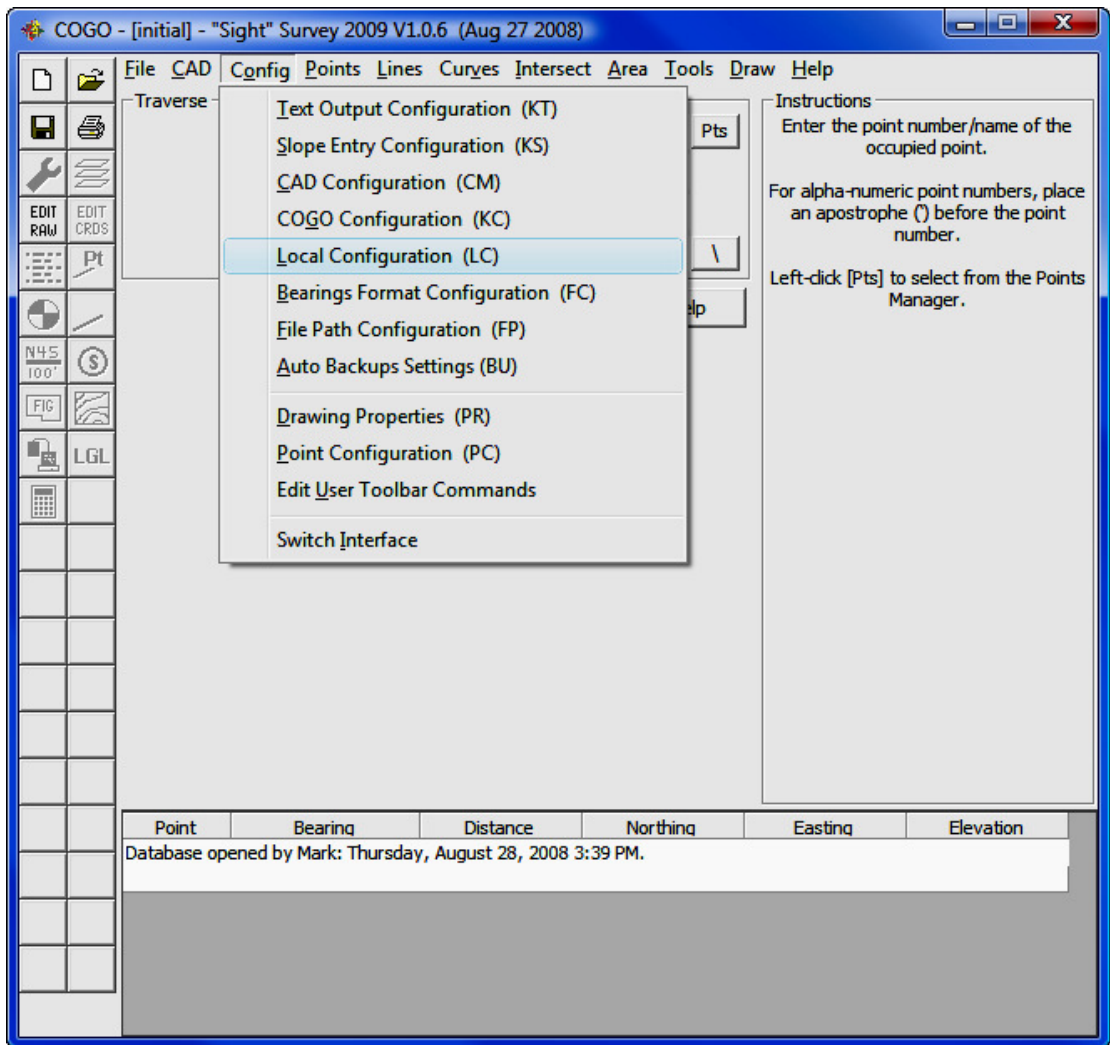 COGO - [initial] - "Sight" Survey 2009 V1.0.6 (Aug 27 2008)
File CAD Config Points Lines Curves Intersect Area Tools Draw Help
Traverse
Text Output Configuration (KT)
Slope Entry Configuration (KS)
CAD Configuration (CM)
COGO Configuration (KC)
Local Configuration (LC)
Bearings Format Configuration (FC)
File Path Configuration (FP)
Auto Backups Settings (BU)
Drawing Properties (PR)
Point Configuration (PC)
Edit User Toolbar Commands
Switch Interface
Pts
\
elp
Instructions
Enter the point number/name of the
occupied point.
For alpha-numeric point numbers, place
an apostrophe (') before the point
number.
Left-click [Pts] to select from the Points
Manager.
EDIT
RAW
EDIT
CRDS
Pt
N45
100'
S
FIG
LGL
Point Bearing Distance Northing Easting Elevation
Database opened by Mark: Thursday, August 28, 2008 3:39 PM.